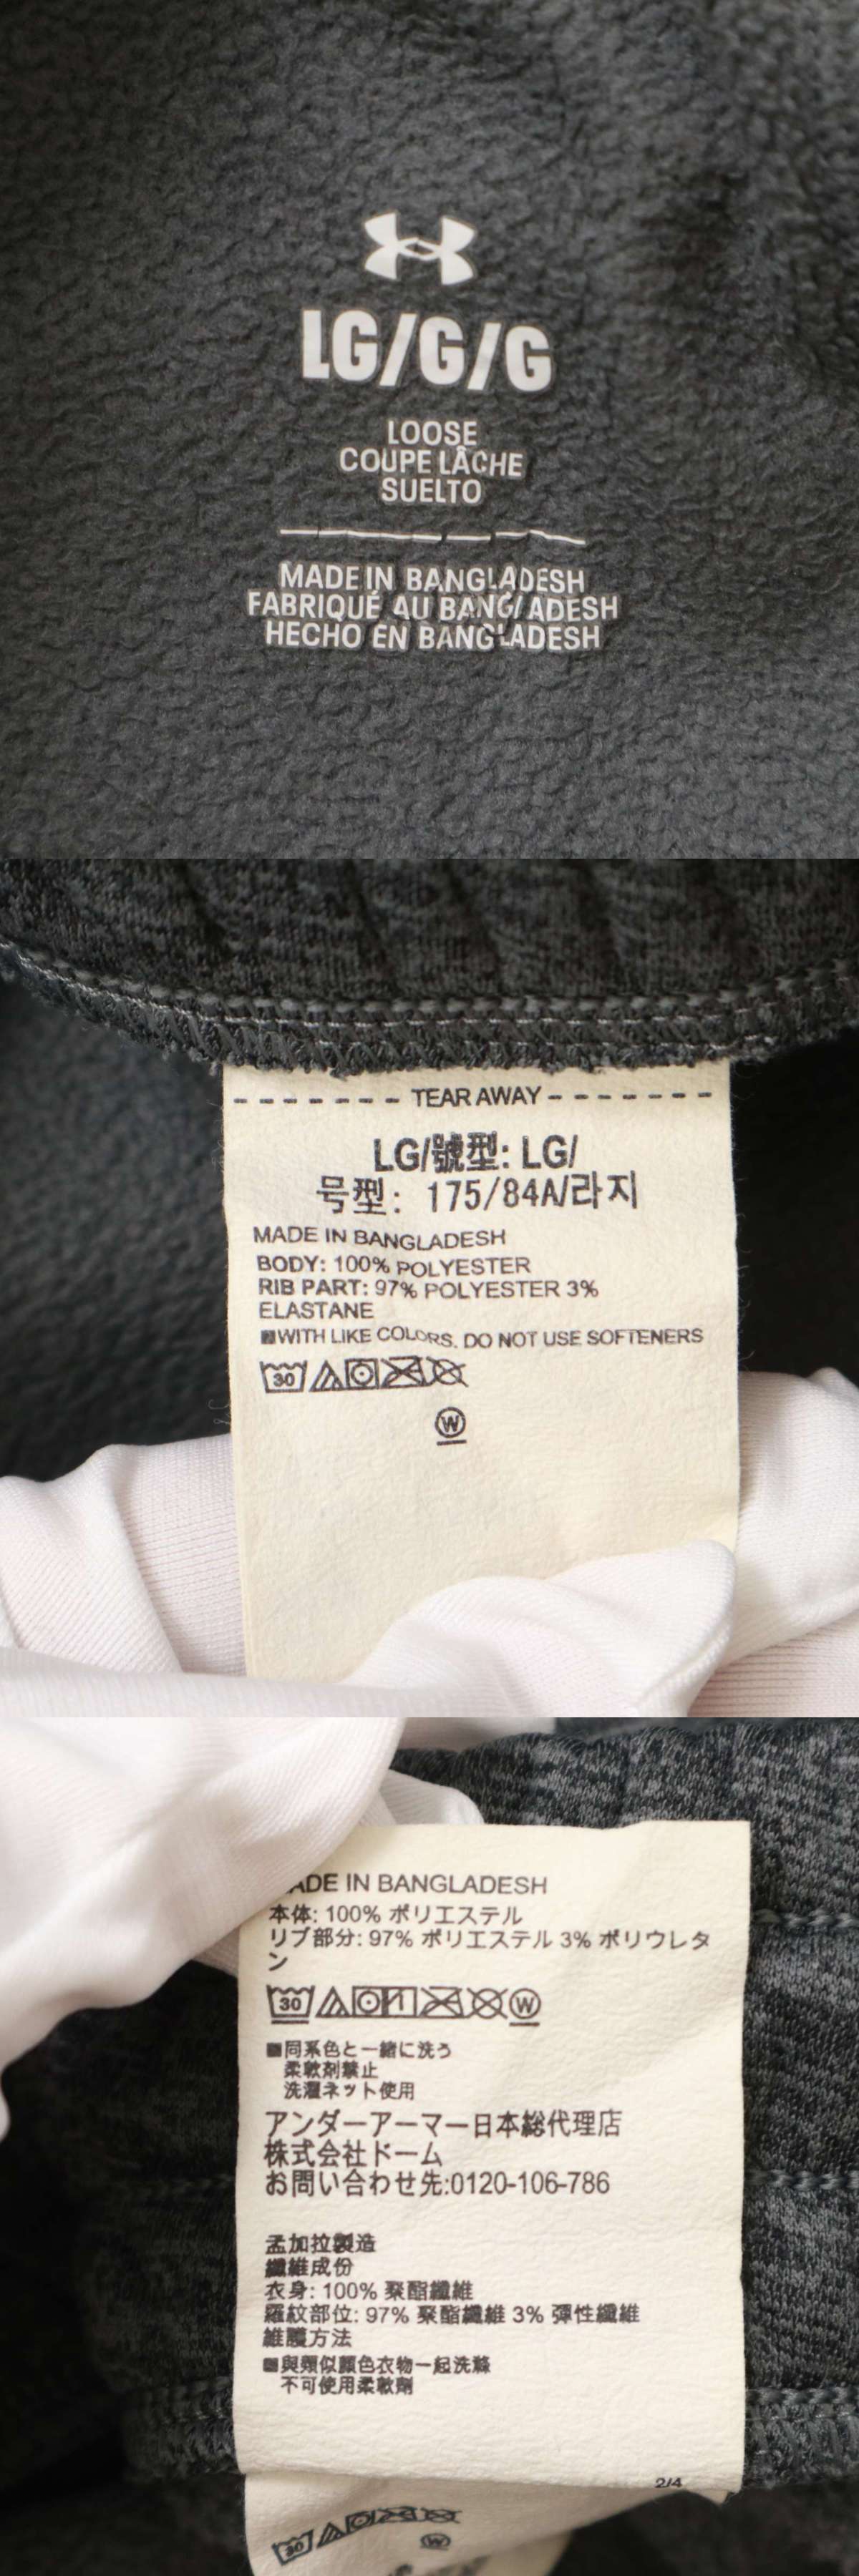 LG/G/G
LOOSE
COUPE LÂCHE
SUELTO
MADE IN BANGLADESH
FABRIQUÉ AU BANGLADESH
HECHO EN BANGLADESH
TEAR AWAY
LG/號型: LG/
号型: 175/84A/라지
MADE IN BANGLADESH
BODY: 100% POLYESTER
RIB PART: 97% POLYESTER 3%
ELASTANE
■WITH LIKE COLORS. DO NOT USE SOFTENERS
30
W
ADE IN BANGLADESH
本体: 100% ポリエステル
リブ部分: 97% ポリエステル 3% ポリウレタ
ン
30 W
■同系色と一緒に洗う
柔軟剤禁止
洗濯ネット使用
アンダーアーマー日本総代理店
株式会社ドーム
お問い合わせ先:0120-106-786
孟加拉製造
纖維成份
衣身: 100% 聚酯纖維
羅紋部位: 97% 聚酯纖維 3% 彈性纖維
維護方法
■與類似顏色衣物一起洗滌
不可使用柔軟劑
2/4
30
W